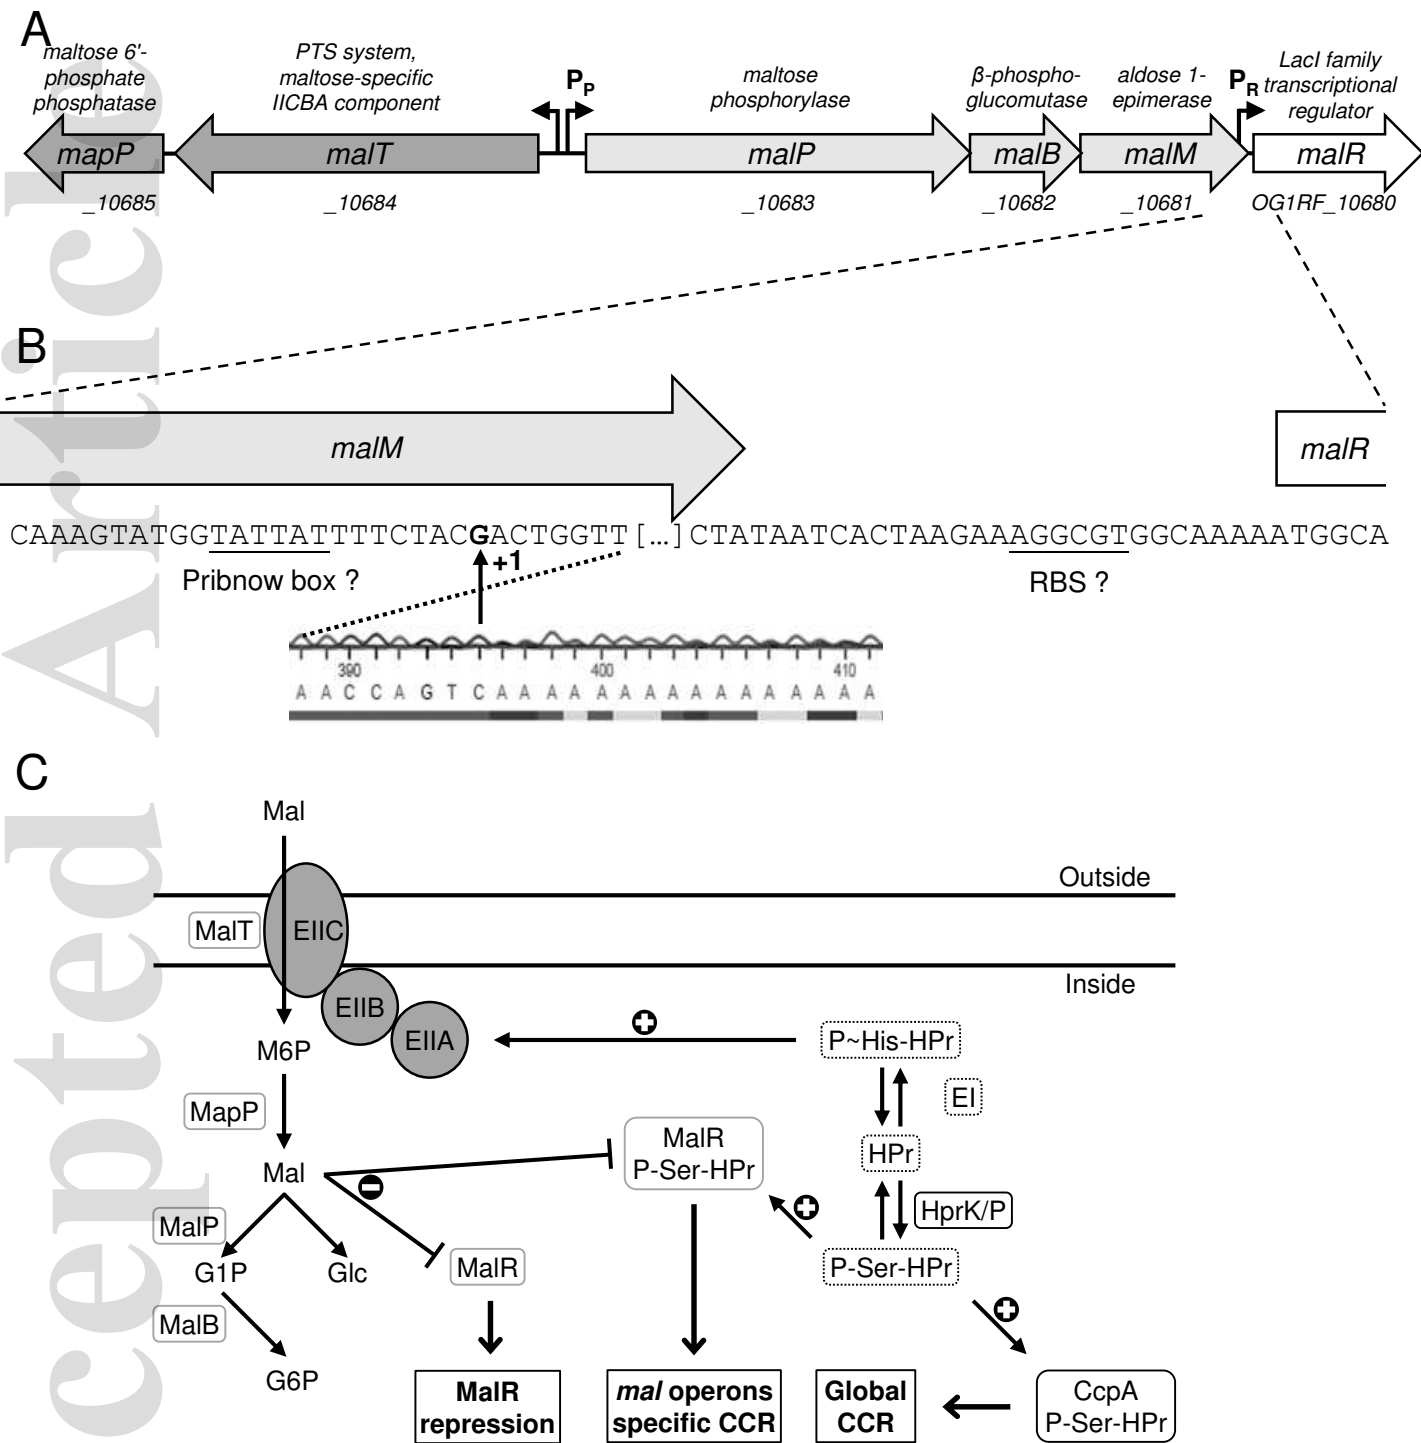 A
maltose 6'-
phosphate
phosphatase
PTS system,
maltose-specific
IICBA component
PP
maltose
phosphorylase
β-phospho-
glucomutase
aldose 1-
epimerase
PR
LacI family
transcriptional
regulator
mapP
malT
malP
malB
malM
malR
_10685
_10684
_10683
_10682
_10681
OG1RF_10680
B
malM
malR
CAAAGTATGGTATTATTTTCTACGACTGGTT[...]CTATAATCACTAAGAAAGGCGTGGCAAAAATGGCA
+1
Pribnow box ?
RBS ?
390
400
410
A A C C A G T C A A A A A A A A A A A A A A A A
C
Mal
Outside
MalT
EIIC
Inside
EIIB
EIIA
P~His-HPr
M6P
EI
MapP
MalR
P-Ser-HPr
HPr
Mal
HprK/P
MalP
G1P
Glc
MalR
P-Ser-HPr
MalB
G6P
MalR
repression
mal operons
specific CCR
Global
CCR
CcpA
P-Ser-HPr
cepted Article